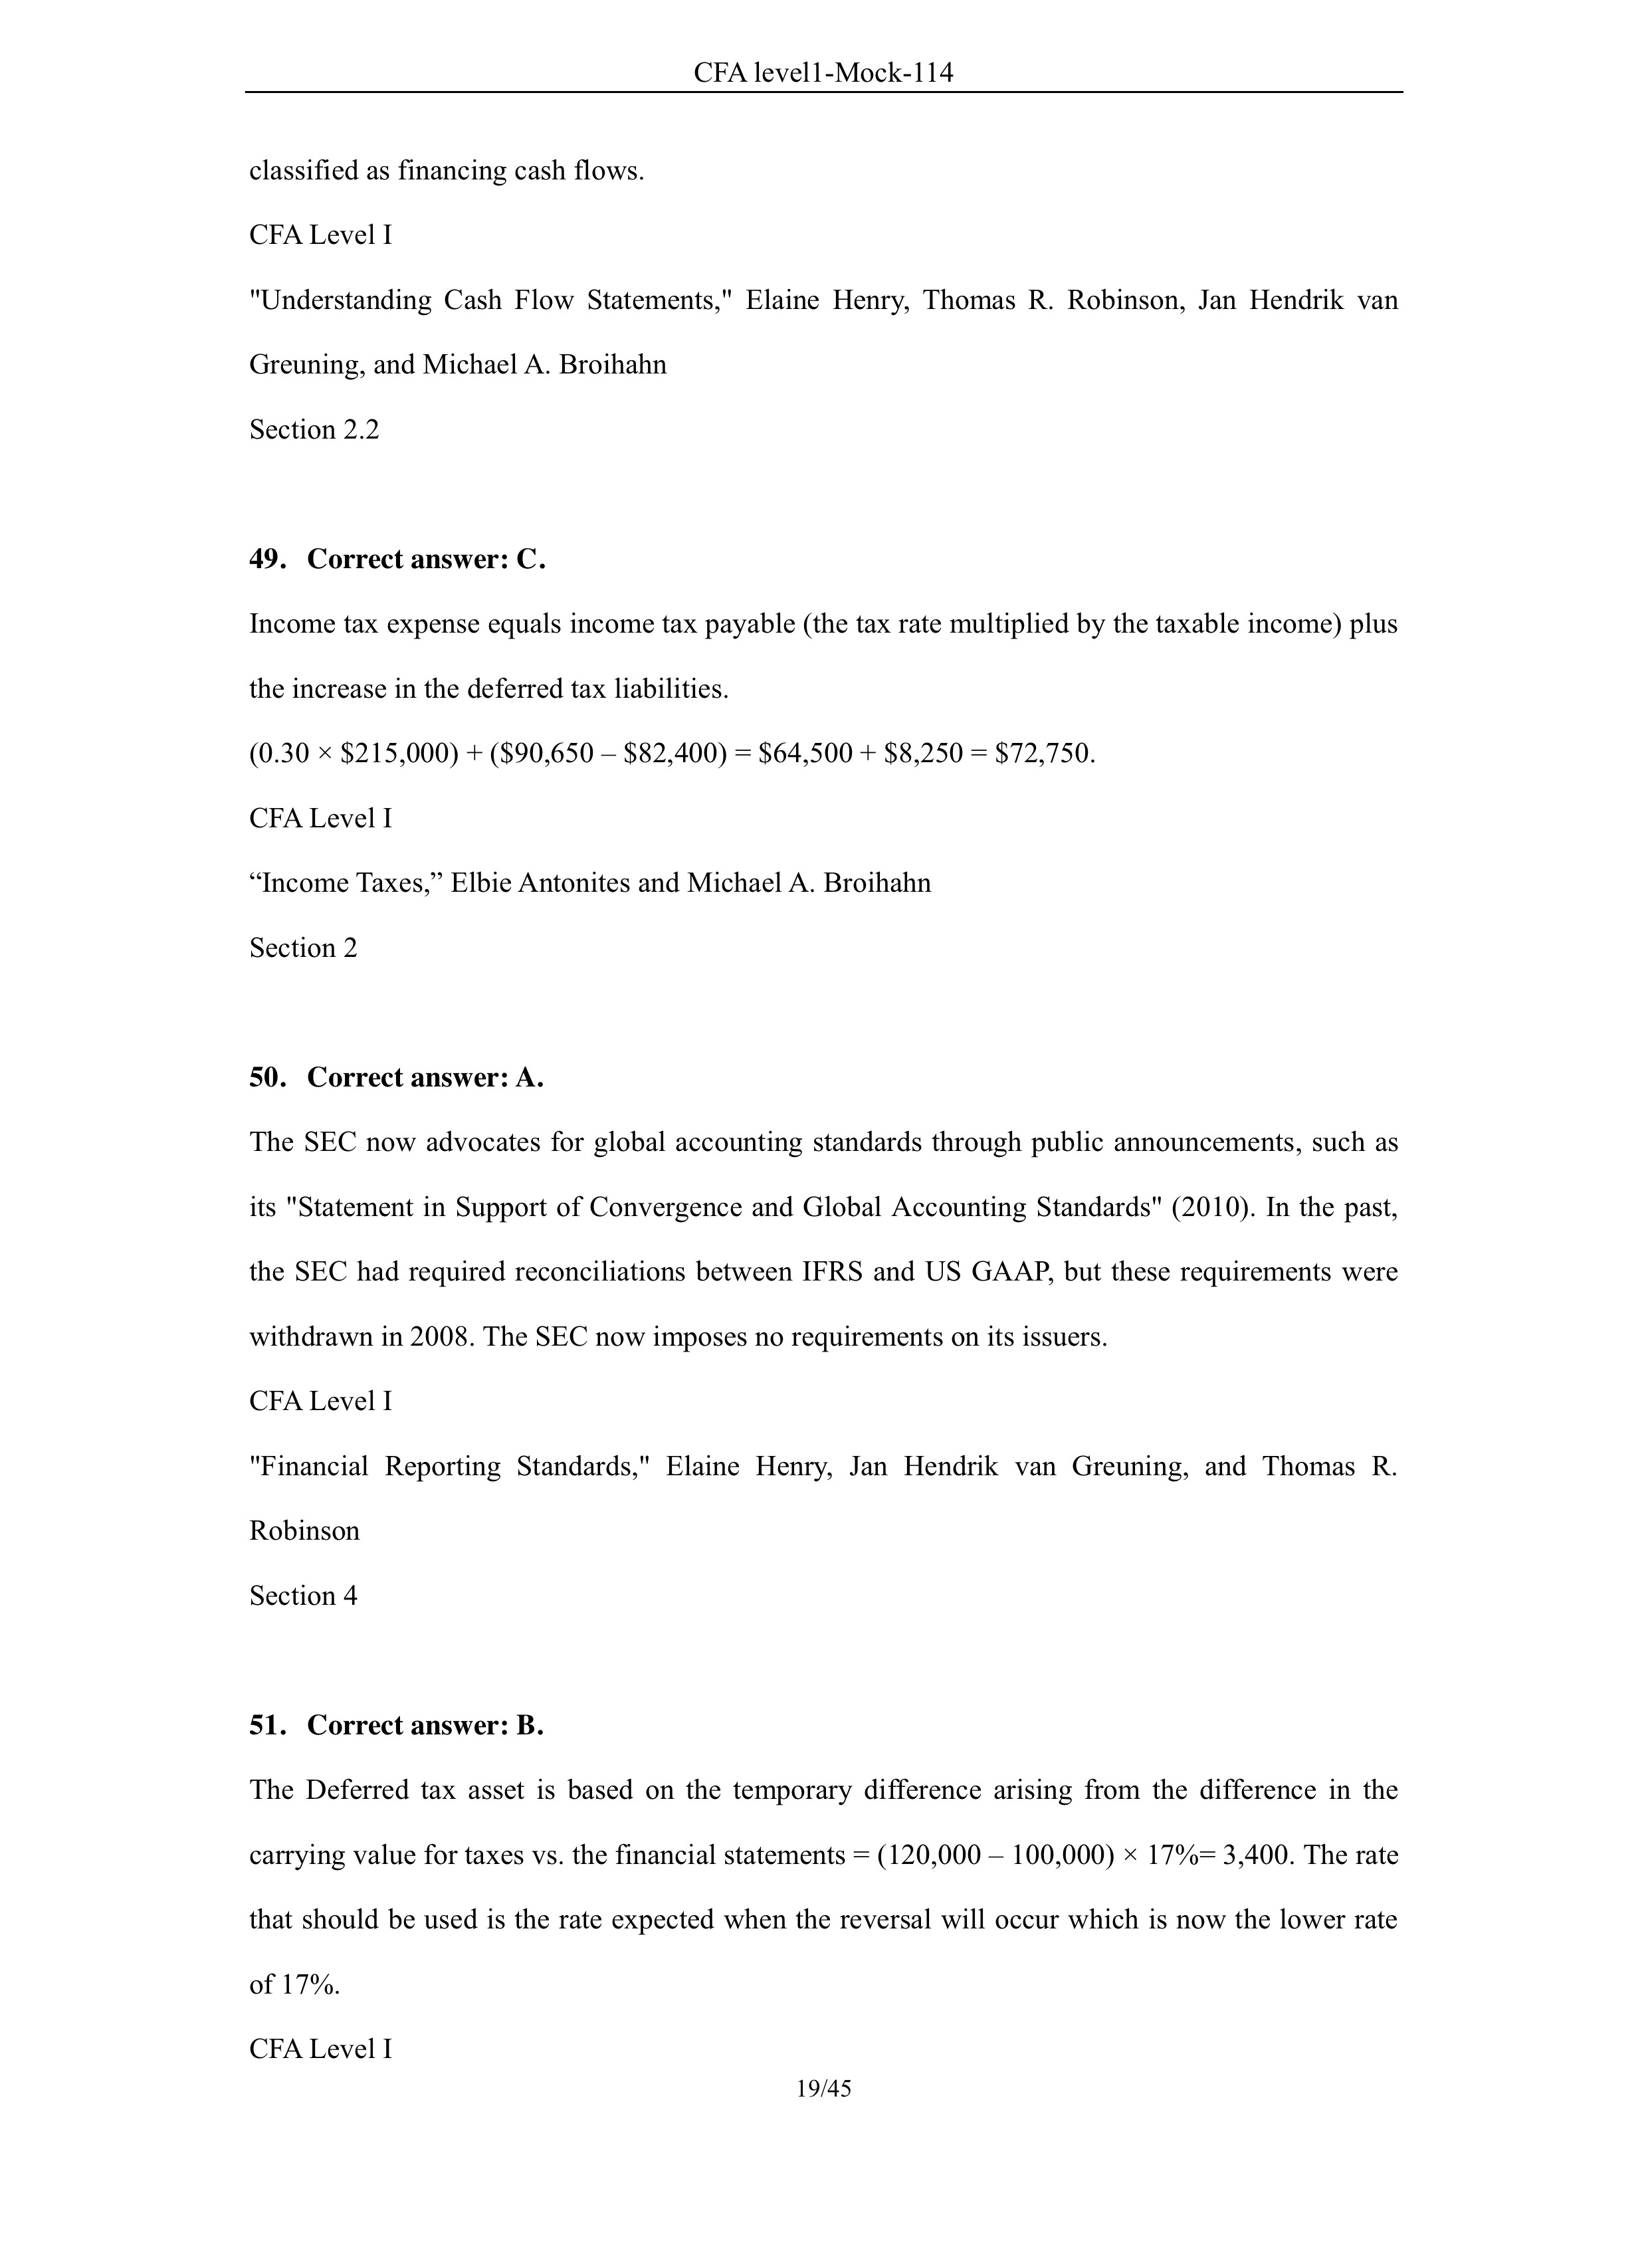 CFA level1-Mock-114
classified as financing cash flows.
CFA Level I
"Understanding Cash Flow Statements," Elaine Henry, Thomas R. Robinson, Jan Hendrik van
Greuning, and Michael A. Broihahn
Section 2.2
49. Correct answer: C.
Income tax expense equals income tax payable (the tax rate multiplied by the taxable income) plus
the increase in the deferred tax liabilities.
(0.30 × $215,000) + ($90,650 – $82,400) = $64,500 + $8,250 = $72,750.
CFA Level I
“Income Taxes,” Elbie Antonites and Michael A. Broihahn
Section 2
50. Correct answer: A.
The SEC now advocates for global accounting standards through public announcements, such as
its "Statement in Support of Convergence and Global Accounting Standards" (2010). In the past,
the SEC had required reconciliations between IFRS and US GAAP, but these requirements were
withdrawn in 2008. The SEC now imposes no requirements on its issuers.
CFA Level I
"Financial Reporting Standards," Elaine Henry, Jan Hendrik van Greuning, and Thomas R.
Robinson
Section 4
51. Correct answer: B.
The Deferred tax asset is based on the temporary difference arising from the difference in the
carrying value for taxes vs. the financial statements = (120,000 – 100,000) × 17%= 3,400. The rate
that should be used is the rate expected when the reversal will occur which is now the lower rate
of 17%.
CFA Level I
19/45